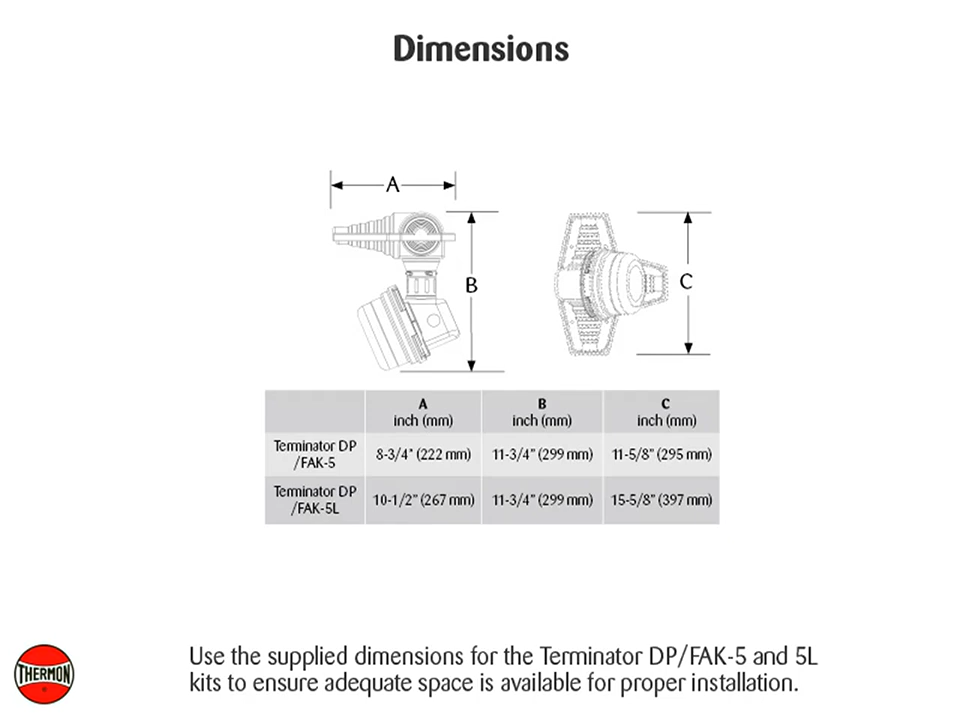 Dimensions
A
B
C
A
inch (mm)
B
inch (mm)
C
inch (mm)
Terminator DP
/FAK-5
8-3/4" (222 mm)
11-3/4" (299 mm)
11-5/8" (295 mm)
Terminator DP
/FAK-5L
10-1/2" (267 mm)
11-3/4" (299 mm)
15-5/8" (397 mm)
THERMON
®
Use the supplied dimensions for the Terminator DP/FAK-5 and 5L
kits to ensure adequate space is available for proper installation.